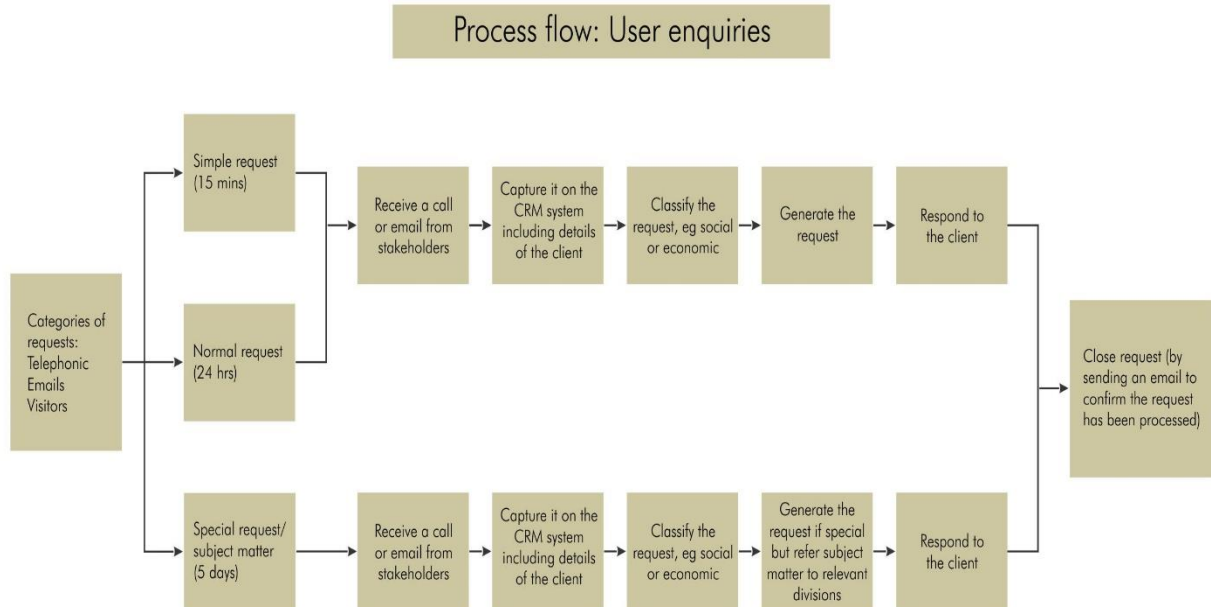 Process flow: User enquiries
Categories of
requests:
Telephonic
Emails
Visitors
Simple request
(15 mins)
Normal request
(24 hrs)
Receive a call
or email from
stakeholders
Capture it on the
CRM system
including details
of the client
Classify the
request, eg social
or economic
Generate the
request
Respond to
the client
Special request/
subject matter
(5 days)
Receive a call
or email from
stakeholders
Capture it on the
CRM system
including details
of the client
Classify the
request, eg social
or economic
Generate the
request if special
but refer subject
matter to relevant
divisions
Respond to
the client
Close request (by
sending an email to
confirm the request
has been processed)